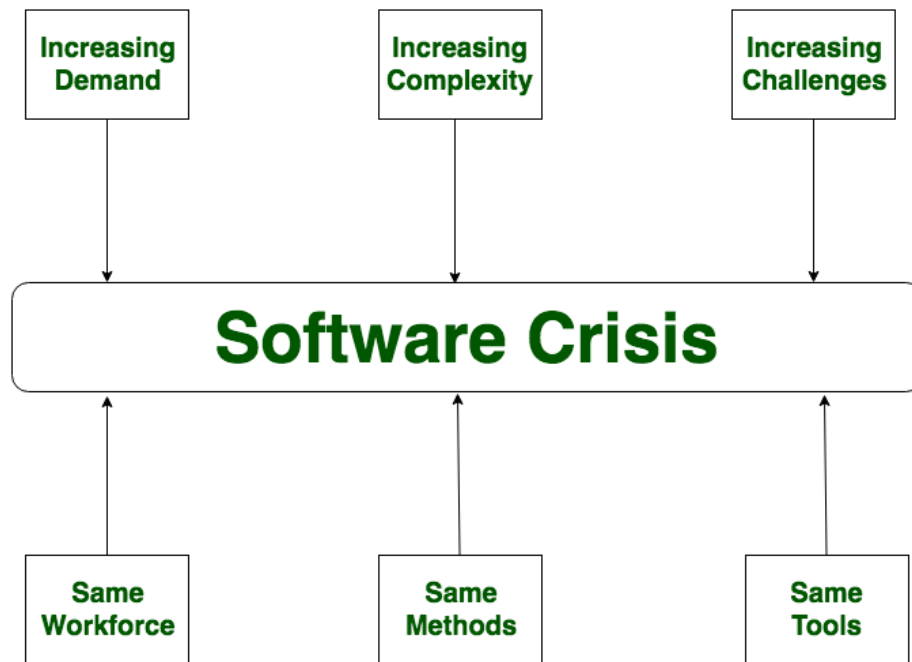 Increasing
Demand
Increasing
Complexity
Increasing
Challenges
Software Crisis
Same
Workforce
Same
Methods
Same
Tools